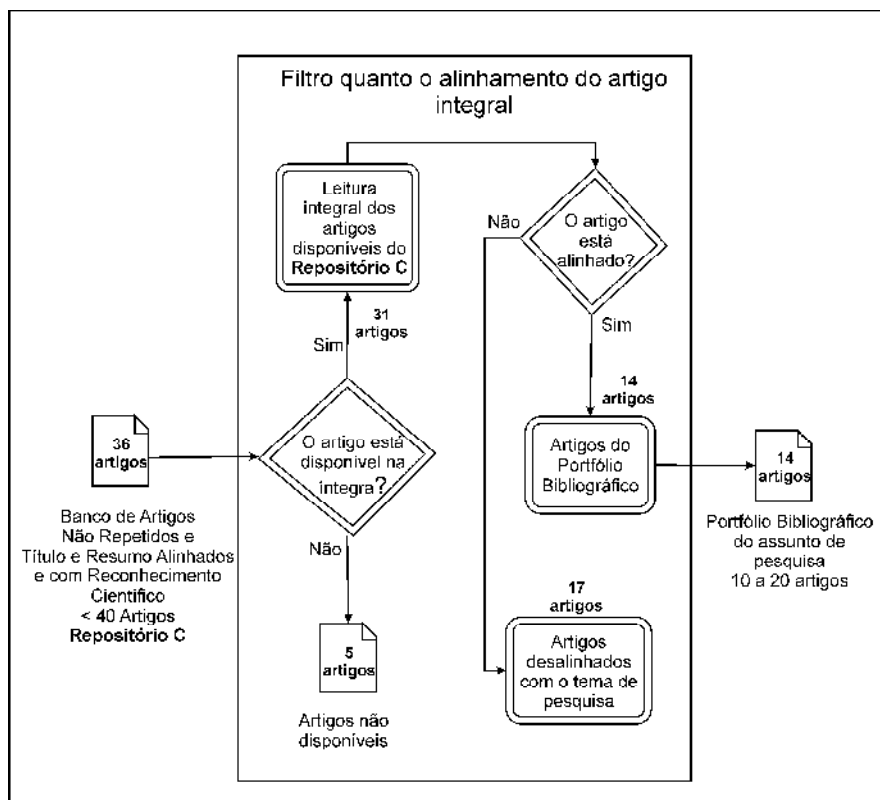 Filtro quanto o alinhamento do artigo
integral
Leitura
integral dos
artigos
disponíveis do
Repositório C
Não
O artigo
está
alinhado?
31
artigos
Sim
Sim
14
artigos
36
artigos
O artigo está
disponível na
íntegra?
Artigos do
Portfólio
Bibliográfico
14
artigos
Banco de Artigos
Não Repetidos e
Título e Resumo Alinhados
e com Reconhecimento
Científico
< 40 Artigos
Repositório C
Não
Portfólio Bibliográfico
do assunto de
pesquisa
10 a 20 artigos
17
artigos
5
artigos
Artigos
desalinhados
com o tema de
pesquisa
Artigos não
disponíveis